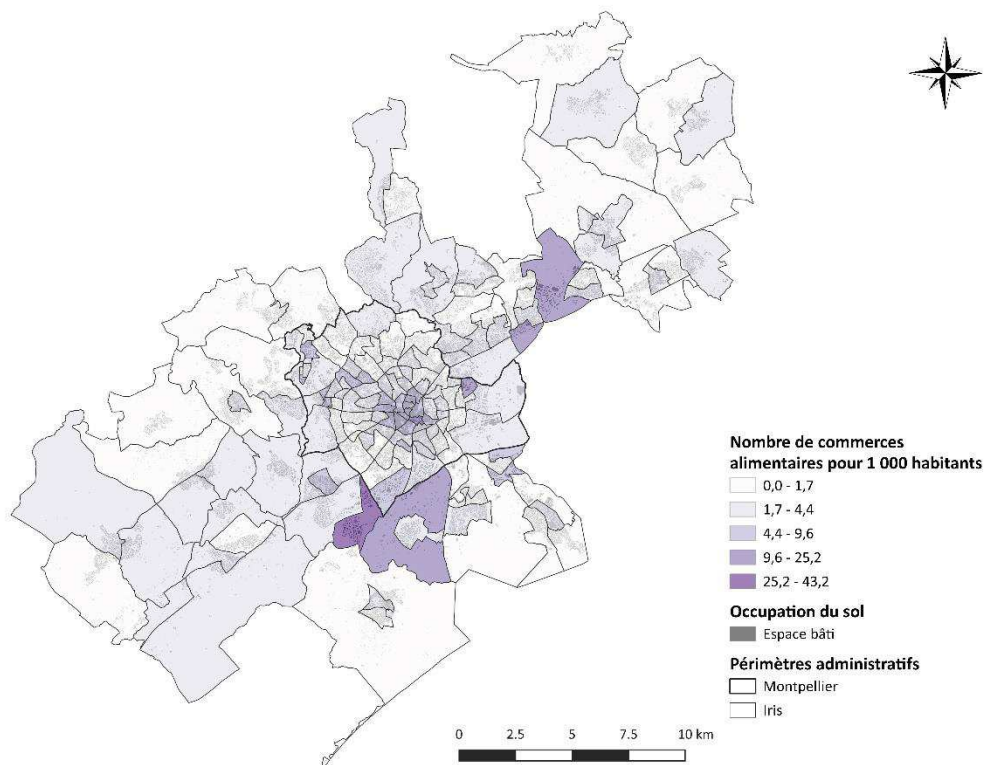 Nombre de commerces
alimentaires pour 1 000 habitants
0,0 - 1,7
1,7 - 4,4
4,4 - 9,6
9,6 - 25,2
25,2 - 43,2
Occupation du sol
Espace bâti
Périmètres administratifs
Montpellier
Iris
0 2.5 5 7.5 10 km